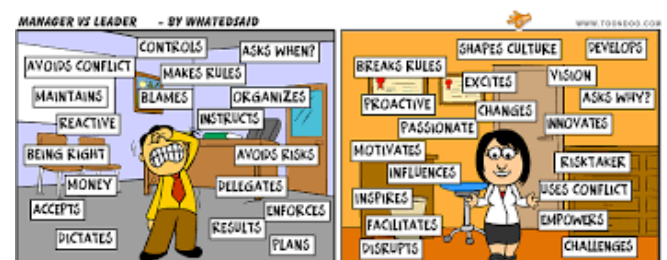 MANAGER VS LEADER - BY WHATEDSAID
WWW.TOONDOO.COM
CONTROLS
ASKS WHEN?
AVOIDS CONFLICT
MAKES RULES
MAINTAINS
BLAMES
ORGANIZES
REACTIVE
INSTRUCTS
BEING RIGHT
AVOIDS RISKS
MONEY
DELEGATES
ACCEPTS
ENFORCES
DICTATES
RESULTS
PLANS
SHAPES CULTURE
DEVELOPS
BREAKS RULES
EXCITES
VISION
PROACTIVE
CHANGES
ASKS WHY?
PASSIONATE
INNOVATES
MOTIVATES
INFLUENCES
RISKTAKER
INSPIRES
USES CONFLICT
FACILITATES
EMPOWERS
DISRUPTS
CHALLENGES